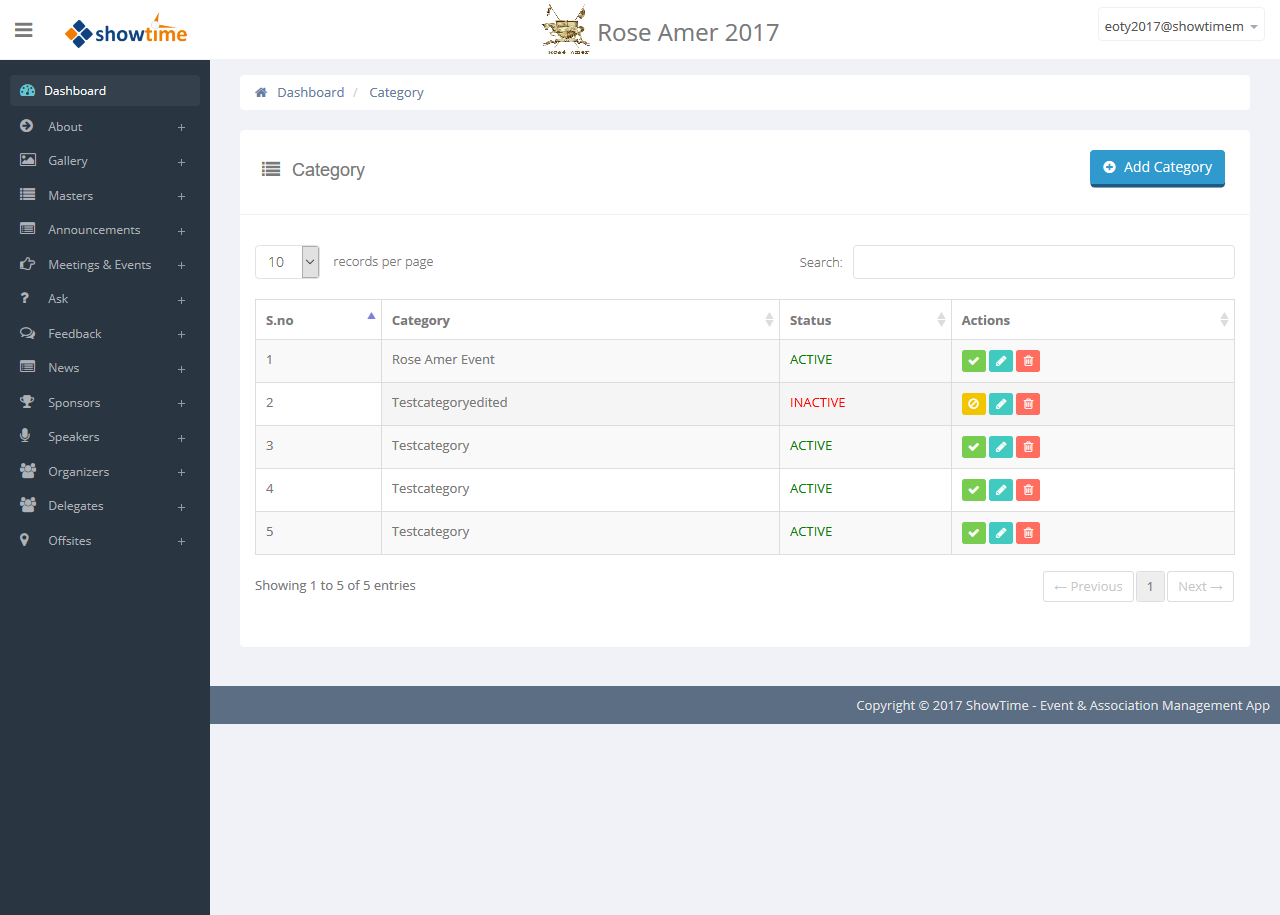 showtime
Rose Amer 2017
eoty2017@showtimem
Dashboard
About +
Gallery +
Masters +
Announcements +
Meetings & Events +
Ask +
Feedback +
News +
Sponsors +
Speakers +
Organizers +
Delegates +
Offsites +
Dashboard / Category
Category
Add Category
10 records per page
Search:
S.no Category Status Actions
1 Rose Amer Event ACTIVE
2 Testcategoryedited INACTIVE
3 Testcategory ACTIVE
4 Testcategory ACTIVE
5 Testcategory ACTIVE
Showing 1 to 5 of 5 entries
← Previous 1 Next →
Copyright © 2017 ShowTime - Event & Association Management App